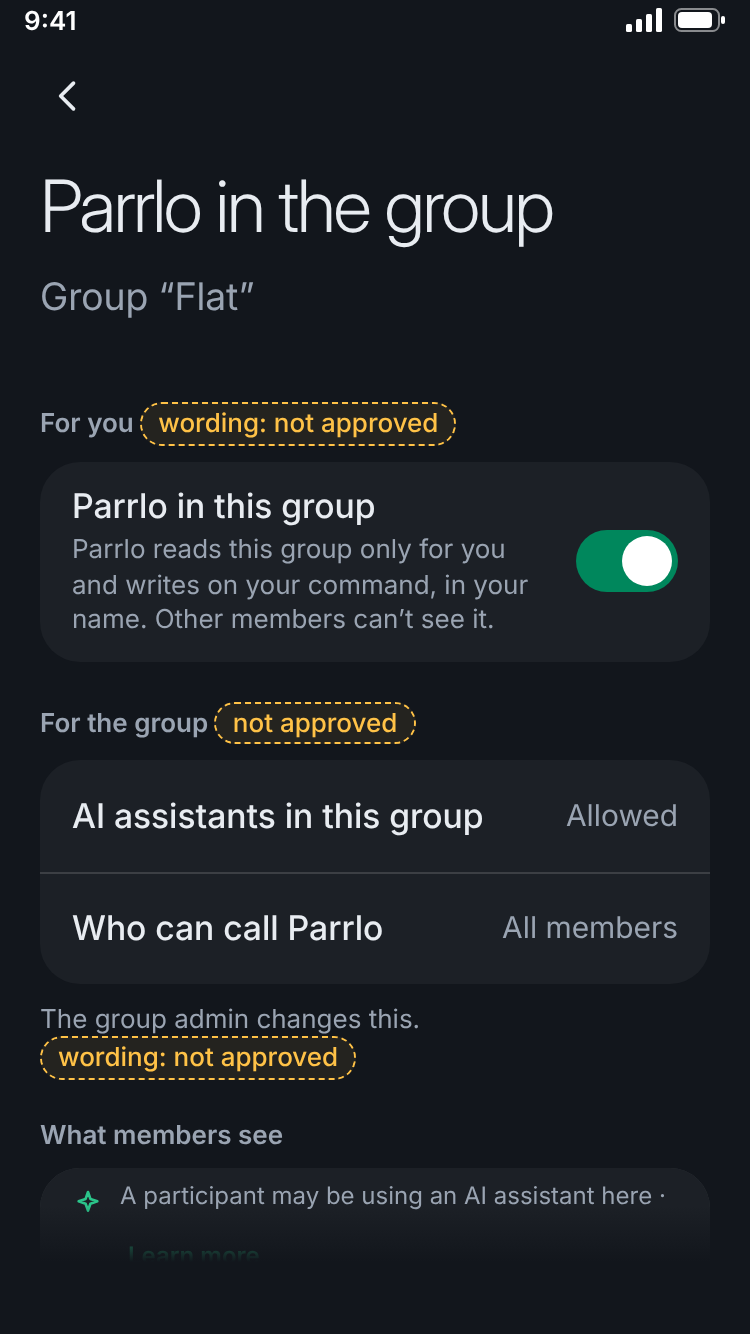 9:41
Parrlo in the group
Group “Flat”
For you wording: not approved
Parrlo in this group
Parrlo reads this group only for you
and writes on your command, in your
name. Other members can’t see it.
For the group not approved
AI assistants in this group Allowed
Who can call Parrlo All members
The group admin changes this.
wording: not approved
What members see
A participant may be using an AI assistant here ·
Learn more